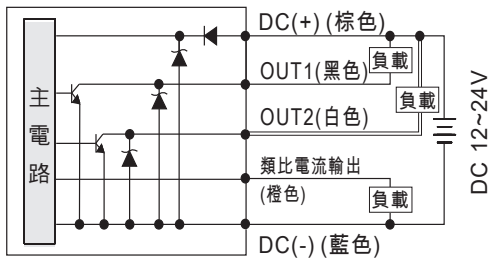 DC(+) (棕色)
OUT1(黑色)
負載
負載
OUT2(白色)
主電路
類比電流輸出
(橙色)
負載
DC(-) (藍色)
DC 12~24V